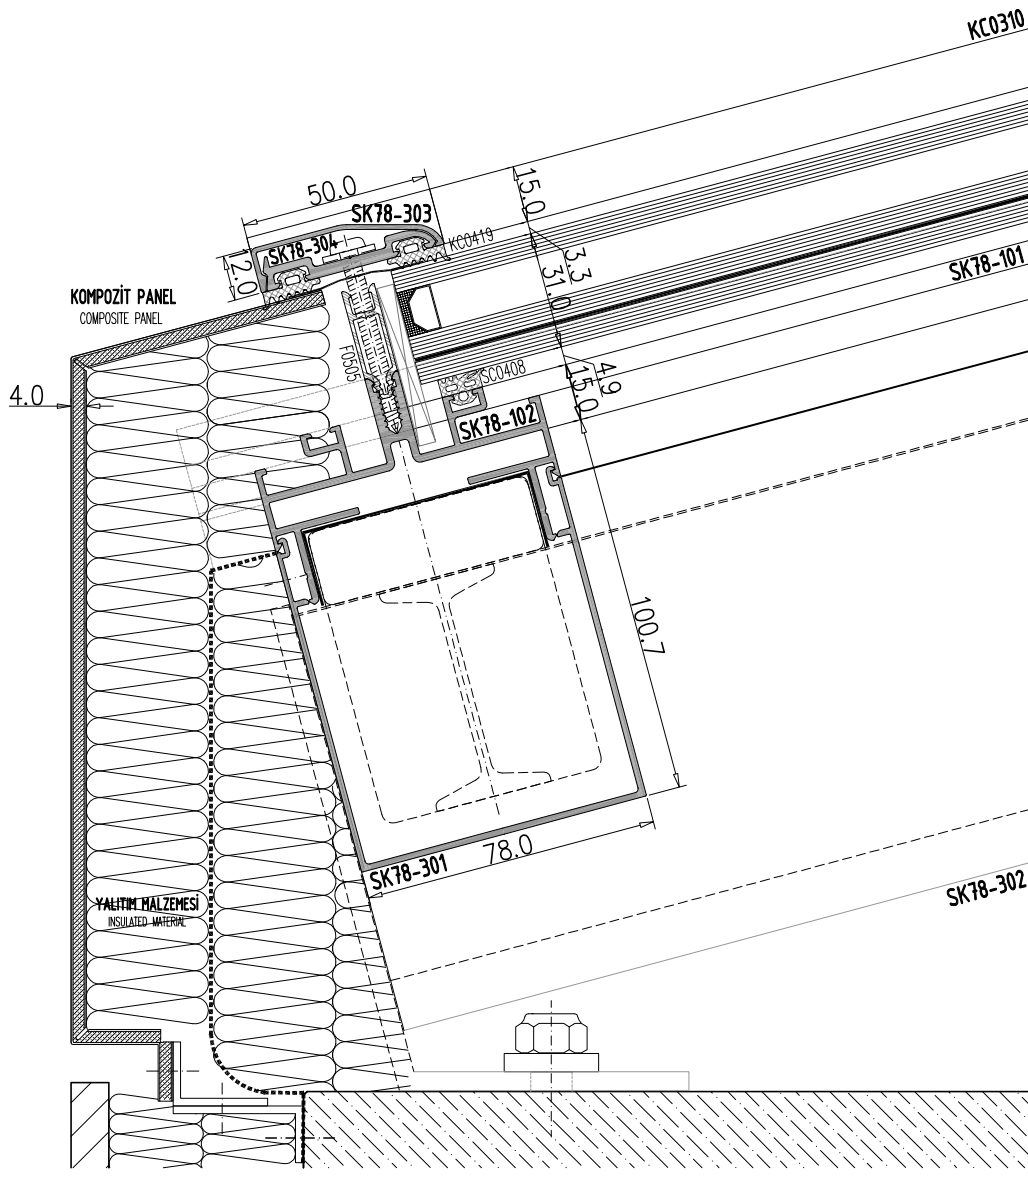 KC0310
50.0
15.0
SK78-303
KC0419
SK78-304
12.0
3.3
31.0
SK78-101
KOMPOZİT PANEL
COMPOSITE PANEL
F0505
SC0408
4.9
15.0
4.0
SK78-102
100.7
78.0
SK78-301
SK78-302
YALITIM MALZEMESİ
INSULATED MATERIAL